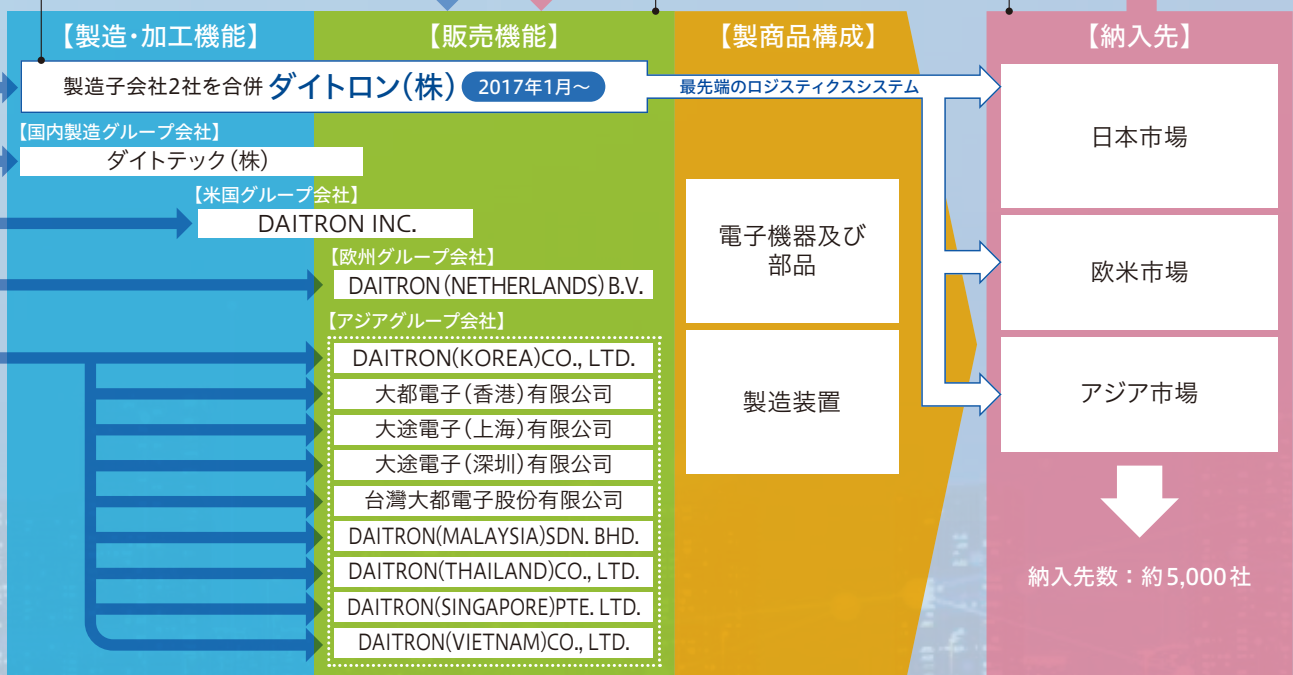 【製造・加工機能】
【販売機能】
【製商品構成】
【納入先】
製造子会社2社を合併 ダイトロン(株) 2017年1月～
最先端のロジスティクスシステム
【国内製造グループ会社】
ダイトテック(株)
【米国グループ会社】
DAITRON INC.
【欧州グループ会社】
DAITRON(NETHERLANDS)B.V.
【アジアグループ会社】
DAITRON(KOREA)CO., LTD.
大都電子(香港)有限公司
大途電子(上海)有限公司
大途電子(深圳)有限公司
台灣大都電子股份有限公司
DAITRON(MALAYSIA)SDN. BHD.
DAITRON(THAILAND)CO., LTD.
DAITRON(SINGAPORE)PTE. LTD.
DAITRON(VIETNAM)CO., LTD.
電子機器及び
部品
製造装置
日本市場
欧米市場
アジア市場
納入先数：約5,000社